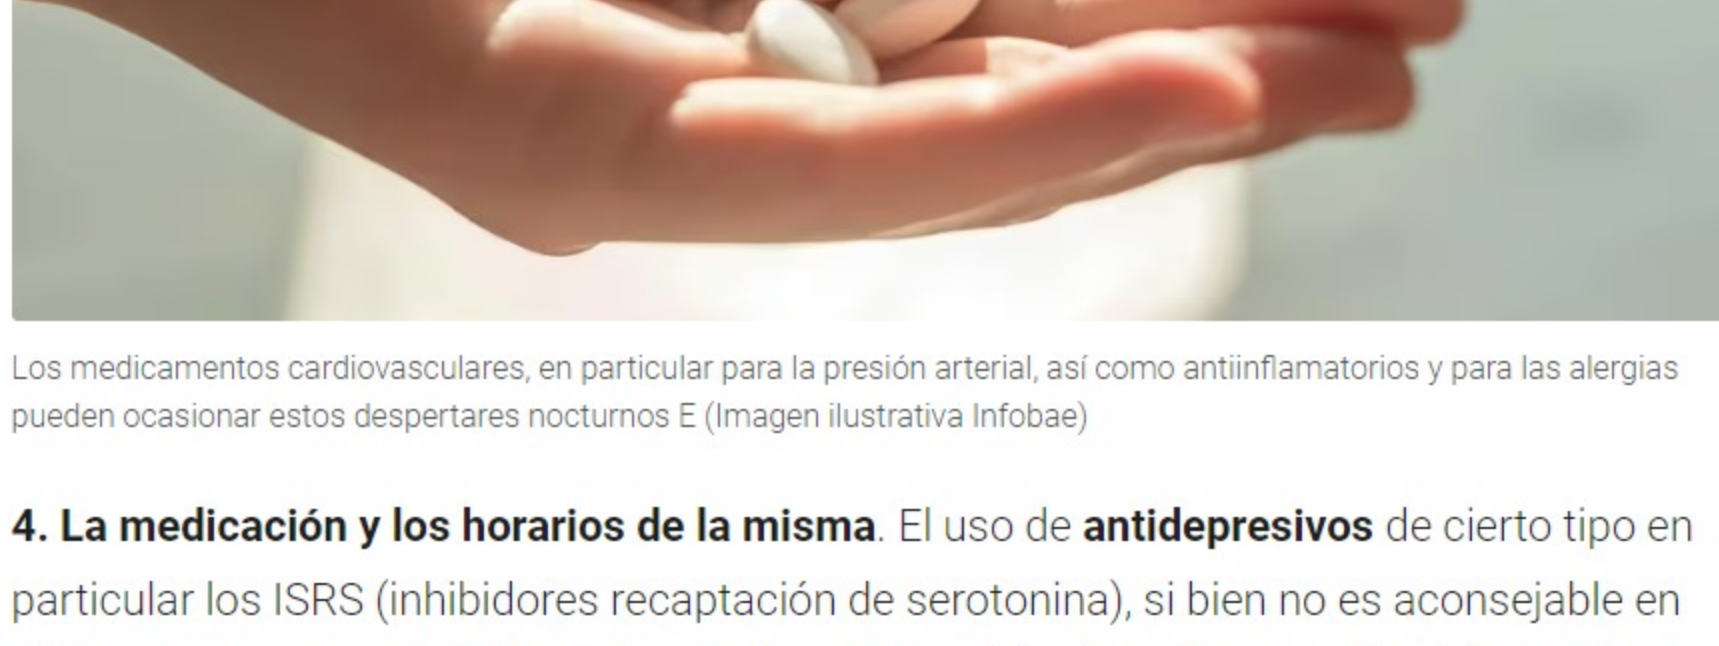 Los medicamentos cardiovasculares, en particular para la presión arterial, así como antiinflamatorios y para las alergias
pueden ocasionar estos despertares nocturnos E (Imagen ilustrativa Infobae)
4. La medicación y los horarios de la misma. El uso de antidepresivos de cierto tipo en
particular los ISRS (inhibidores recaptación de serotonina), si bien no es aconsejable en